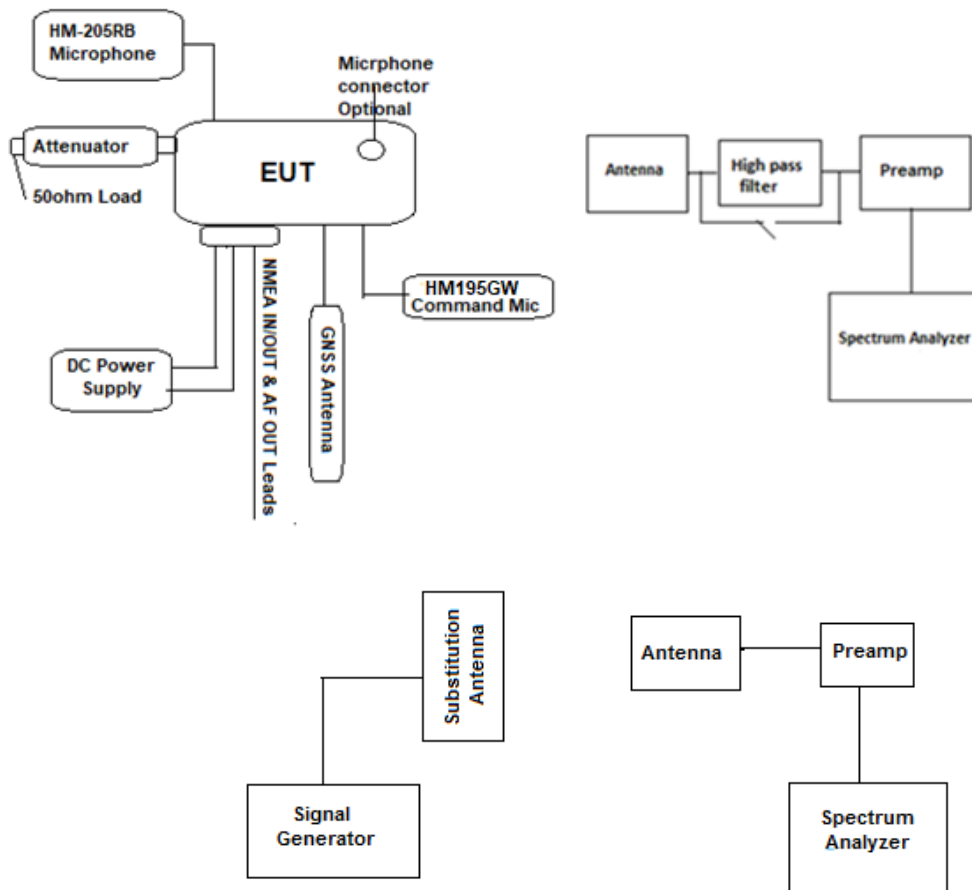 HM-205RB
Microphone
Micrphone
connector
Optional
Attenuator
EUT
50ohm Load
HM195GW
Command Mic
DC Power
Supply
NMEA IN/OUT & AF OUT Leads
GNSS Antenna
Antenna
High pass
filter
Preamp
Spectrum Analyzer
Substitution
Antenna
Signal
Generator
Antenna
Preamp
Spectrum
Analyzer